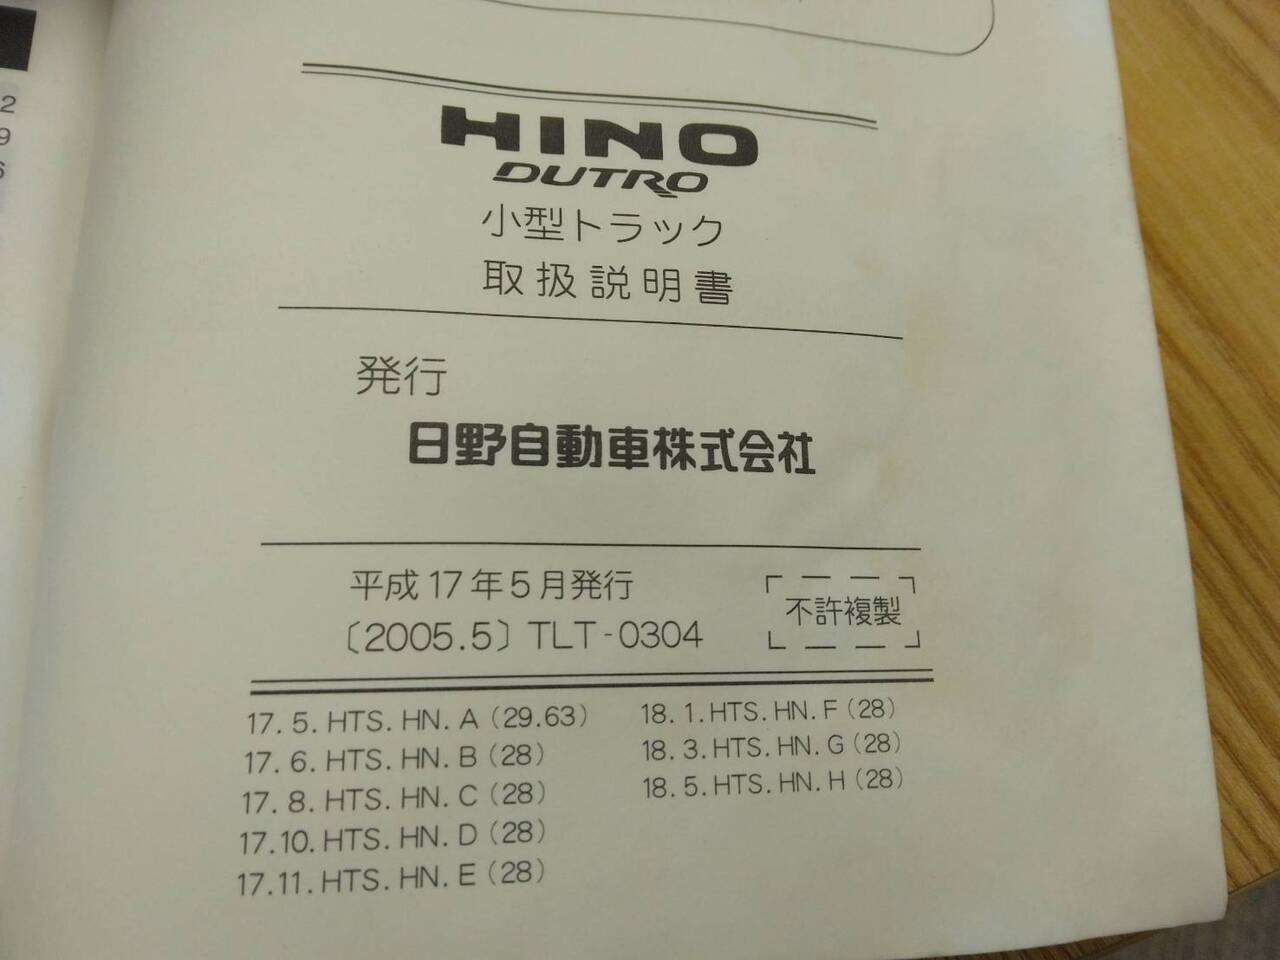 2
9
6
HINO
DUTRO
小型トラック
取扱説明書
発行
日野自動車株式会社
平成17年5月発行
〔2005.5〕TLT-0304
不許複製
17. 5. HTS. HN. A (29.63)
17. 6. HTS. HN. B (28)
17. 8. HTS. HN. C (28)
17.10. HTS. HN. D (28)
17.11. HTS. HN. E (28)
18. 1. HTS. HN. F (28)
18. 3. HTS. HN. G (28)
18. 5. HTS. HN. H (28)